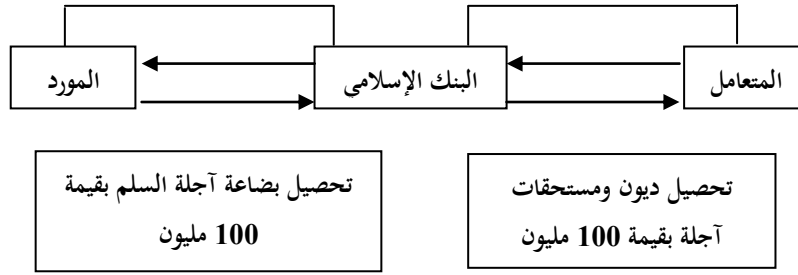 المتعامل
البنك الإسلامي
المورد
تحصيل ديون ومستحقات
آجلة بقيمة 100 مليون
تحصيل بضاعة آجلة السلم بقيمة
100 مليون